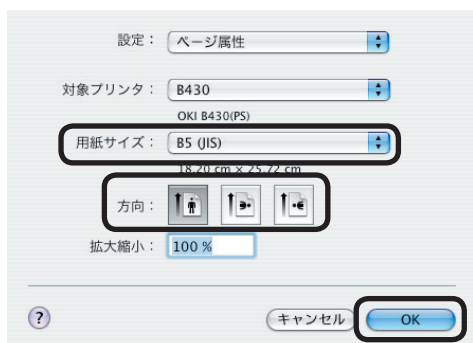 設定： ページ属性
対象プリンタ： B430
OKI B430(PS)
用紙サイズ： B5 (JIS)
18.20 cm × 25.72 cm
方向：
拡大縮小： 100 %
? キャンセル OK